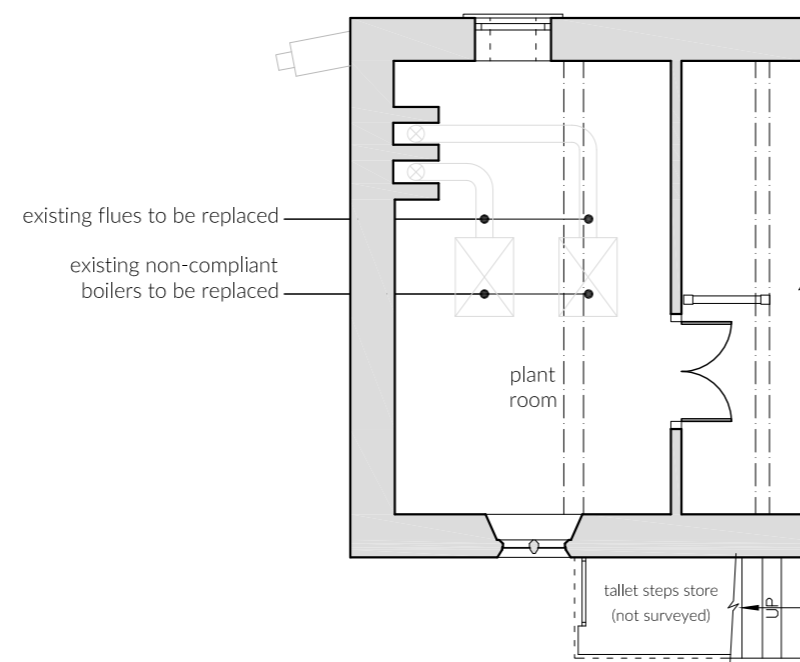 existing flues to be replaced
existing non-compliant
boilers to be replaced
plant
room
tallet steps store
(not surveyed)
UP